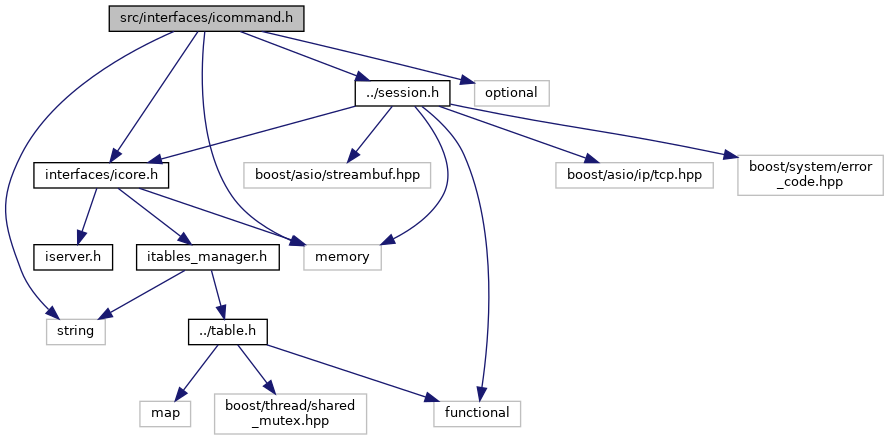 src/interfaces/icommand.h
../session.h
optional
interfaces/icore.h
boost/asio/streambuf.hpp
boost/asio/ip/tcp.hpp
boost/system/error
_code.hpp
iserver.h
itables_manager.h
memory
string
../table.h
map
boost/thread/shared
_mutex.hpp
functional